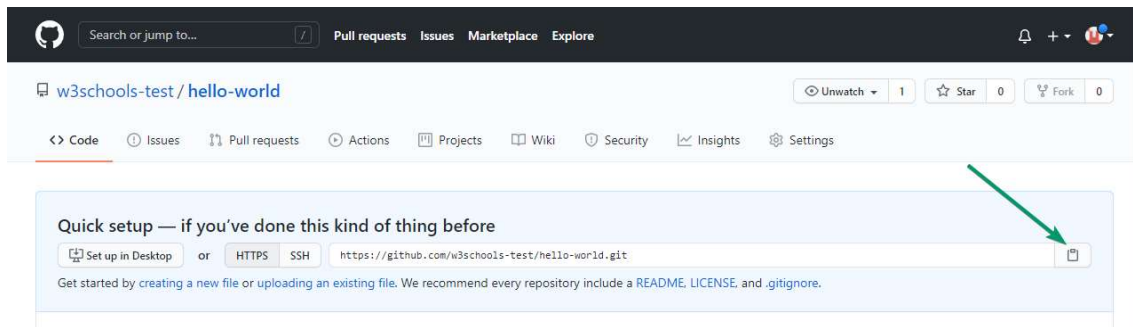 Search or jump to... / Pull requests Issues Marketplace Explore
w3schools-test / hello-world Unwatch 1 Star 0 Fork 0
<> Code Issues Pull requests Actions Projects Wiki Security Insights Settings
Quick setup — if you've done this kind of thing before
Set up in Desktop or HTTPS SSH https://github.com/w3schools-test/hello-world.git
Get started by creating a new file or uploading an existing file. We recommend every repository include a README, LICENSE, and .gitignore.